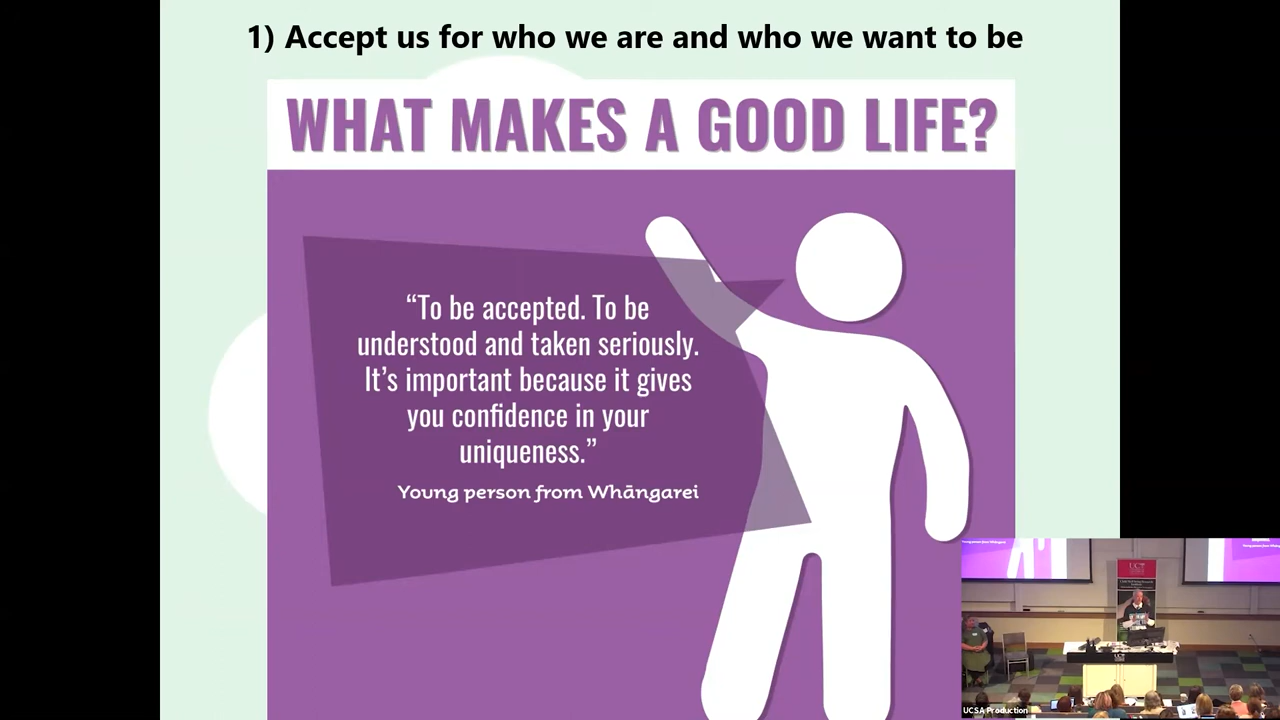 1) Accept us for who we are and who we want to be
WHAT MAKES A GOOD LIFE?
“To be accepted. To be
understood and taken seriously.
It’s important because it gives
you confidence in your
uniqueness.”
Young person from Whāngarei
UC
UCSA Production